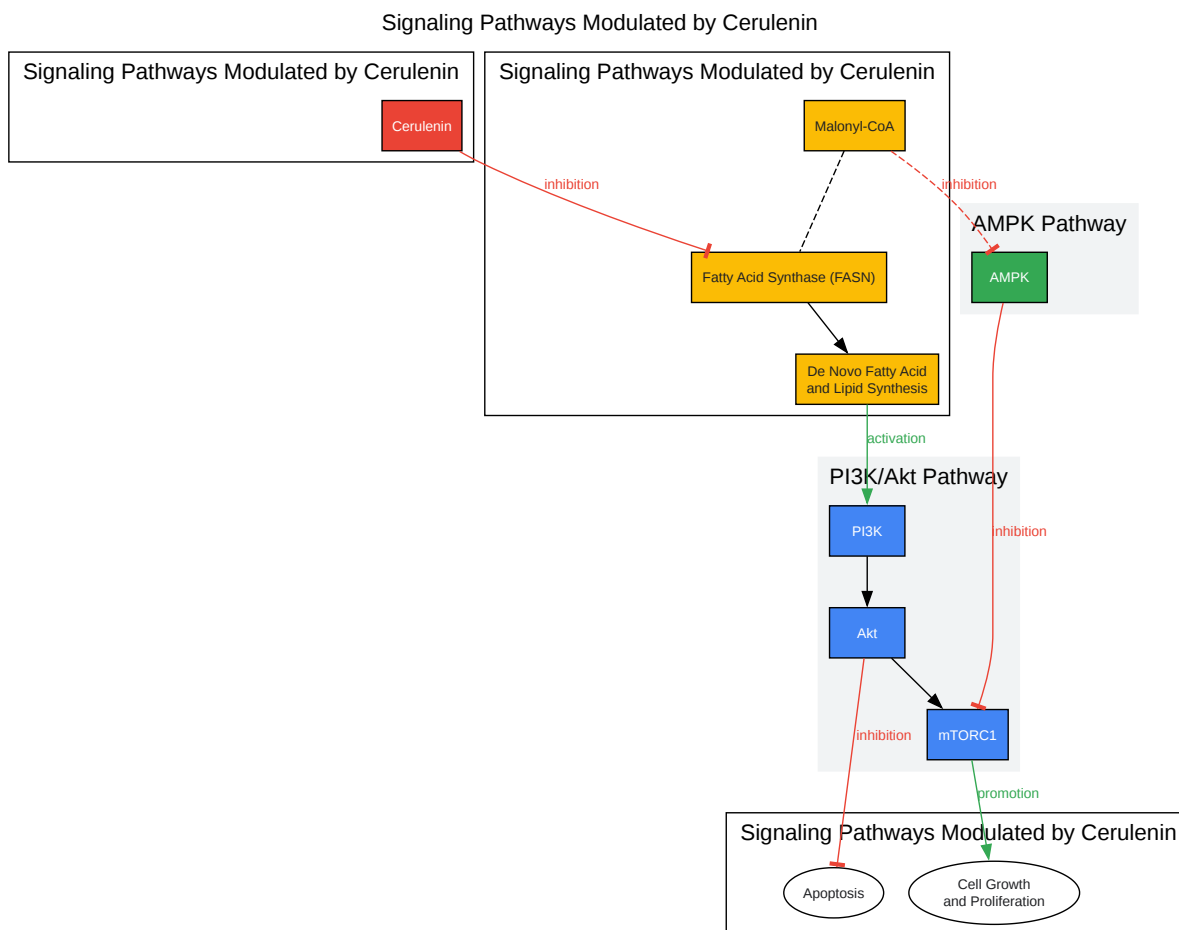 Signaling Pathways Modulated by Cerulenin
Signaling Pathways Modulated by Cerulenin
Signaling Pathways Modulated by Cerulenin
Cerulenin
Malonyl-CoA
inhibition
inhibition
AMPK Pathway
Fatty Acid Synthase (FASN)
AMPK
De Novo Fatty Acid
and Lipid Synthesis
activation
PI3K/Akt Pathway
PI3K
inhibition
Akt
mTORC1
inhibition
promotion
Signaling Pathways Modulated by Cerulenin
Apoptosis
Cell Growth
and Proliferation